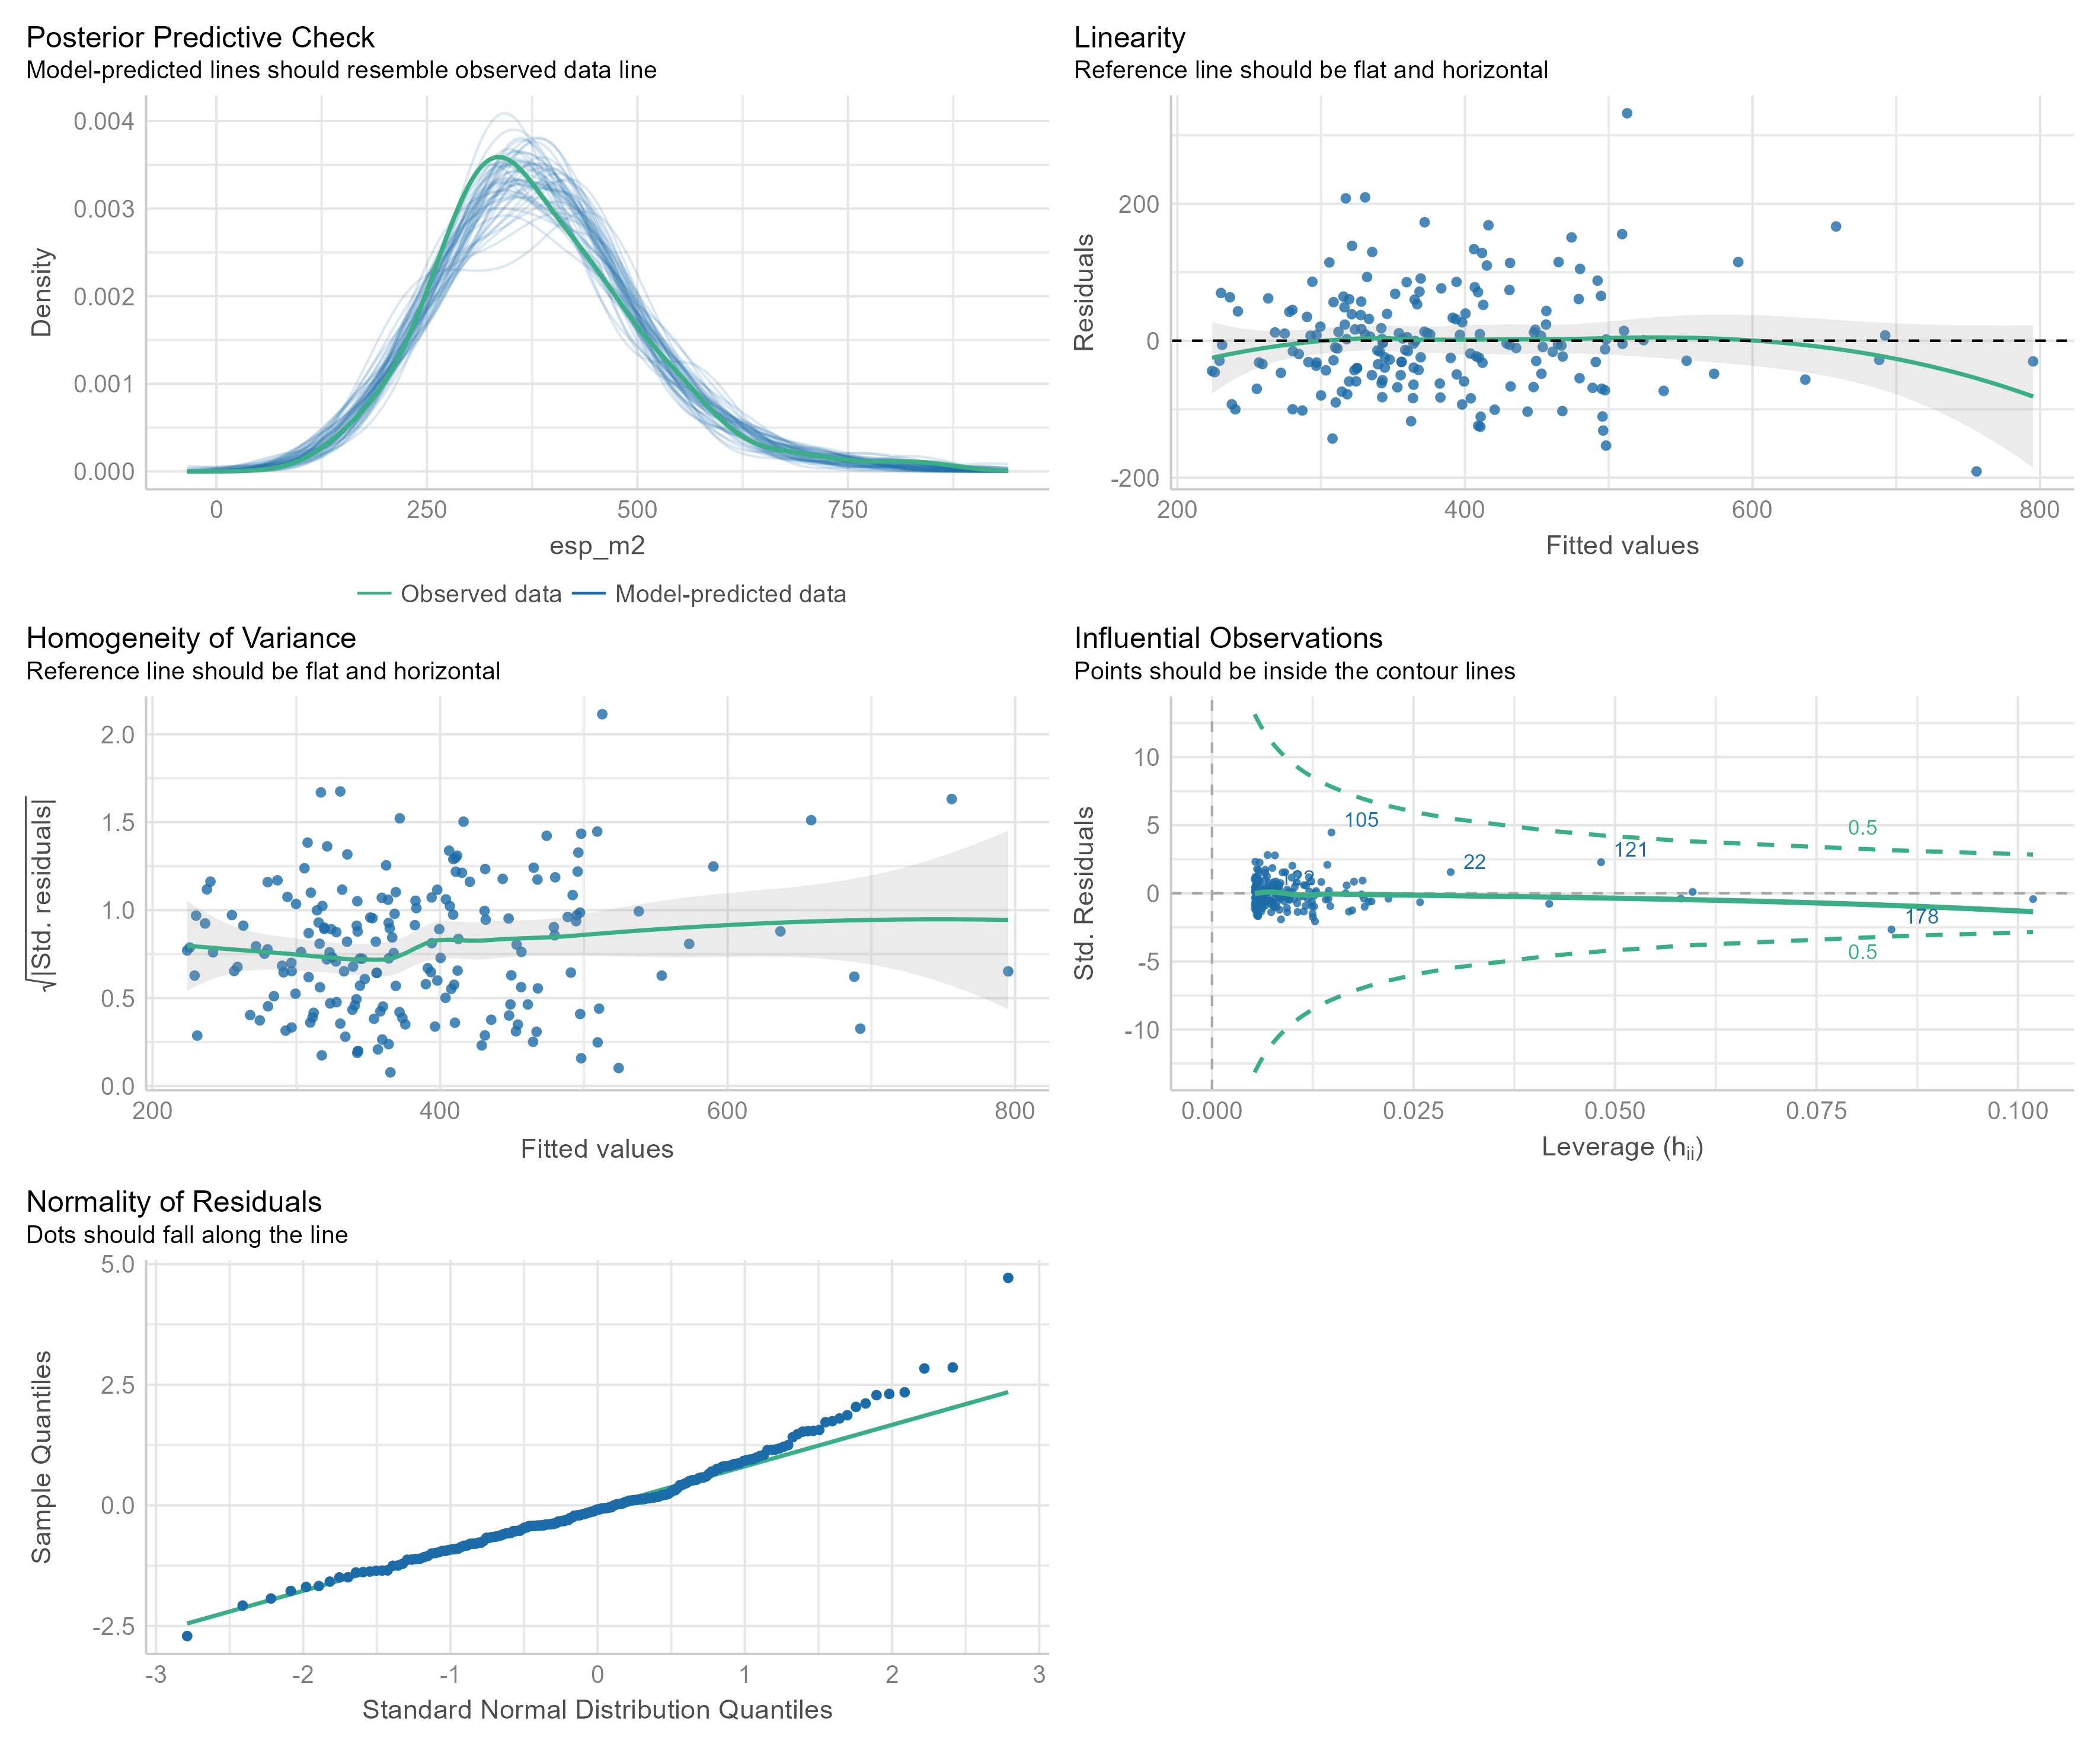 Posterior Predictive Check
Model-predicted lines should resemble observed data line
0.004
0.003
0.002
0.001
0.000
Density
0
250
500
750
esp_m2
Observed data
Model-predicted data
Linearity
Reference line should be flat and horizontal
200
0
-200
Residuals
200
400
600
800
Fitted values
Homogeneity of Variance
Reference line should be flat and horizontal
2.0
1.5
1.0
0.5
0.0
√|Std. residuals|
200
400
600
800
Fitted values
Influential Observations
Points should be inside the contour lines
10
5
0
-5
-10
Std. Residuals
105
22
121
178
0.5
0.5
0.000
0.025
0.050
0.075
0.100
Leverage (hii)
Normality of Residuals
Dots should fall along the line
5.0
2.5
0.0
-2.5
Sample Quantiles
-3
-2
-1
0
1
2
3
Standard Normal Distribution Quantiles